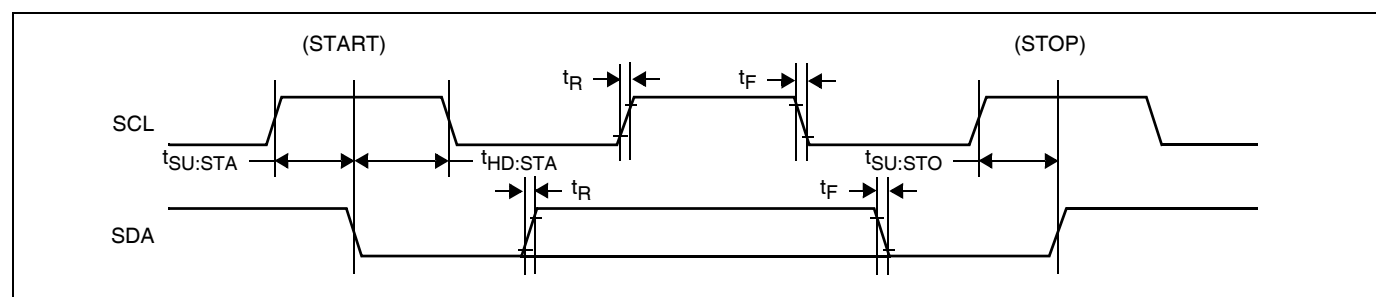 (START) (STOP)
tR tF
SCL
tSU:STA tHD:STA tSU:STO
tR tF
SDA